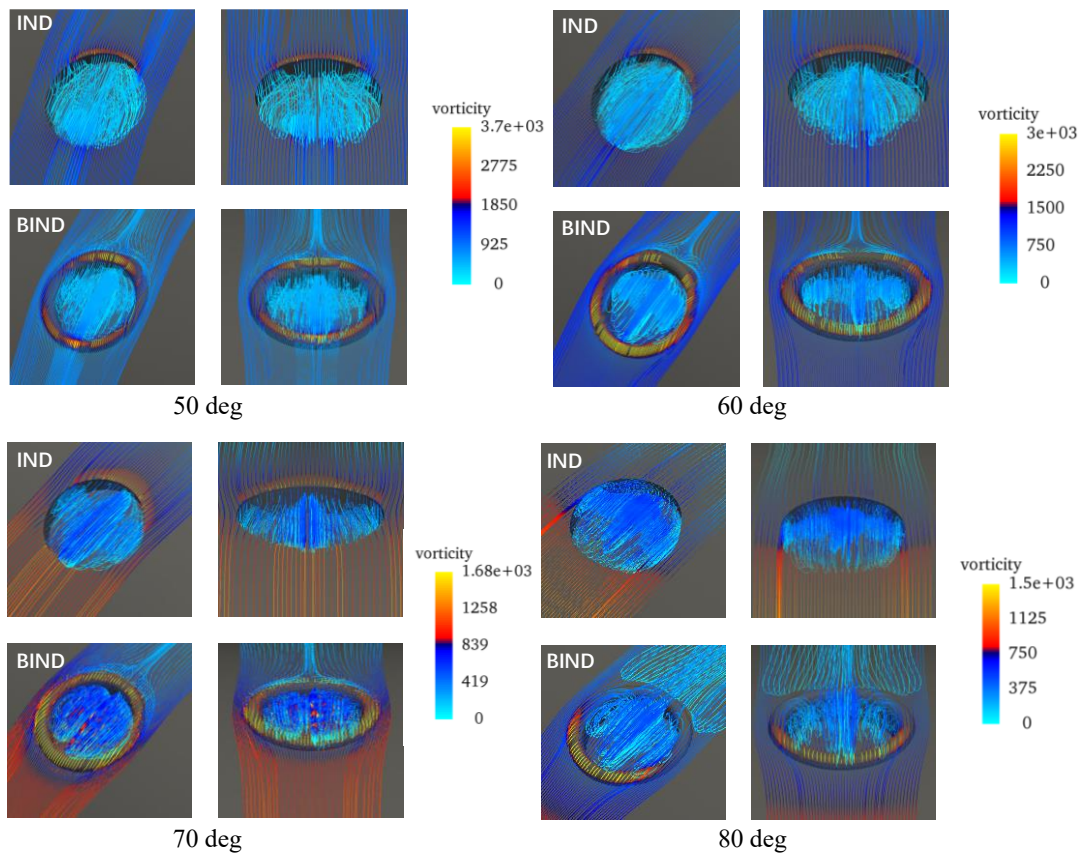 IND
vorticity
3.7e+03
2775
1850
925
0
BIND
50 deg
IND
vorticity
3e+03
2250
1500
750
0
BIND
60 deg
IND
vorticity
1.68e+03
1258
839
419
0
BIND
70 deg
IND
vorticity
1.5e+03
1125
750
375
0
BIND
80 deg